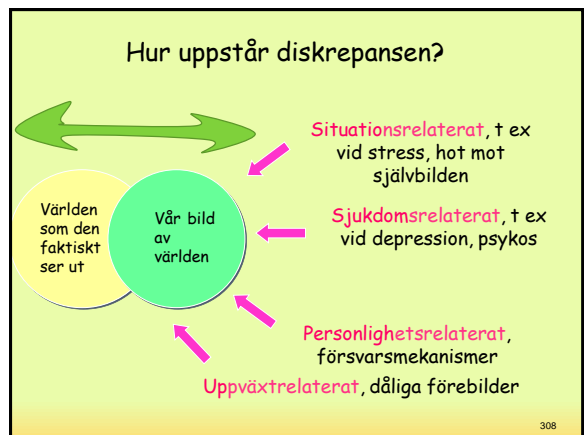 Hur uppstår diskrepansen?
Situationsrelaterat, t ex
vid stress, hot mot
självbilden
Världen
som den
faktiskt
ser ut
Vår bild
av
världen
Sjukdomsrelaterat, t ex
vid depression, psykos
Personlighetsrelaterat,
försvarsmekanismer
Uppväxtrelaterat, dåliga förebilder
308